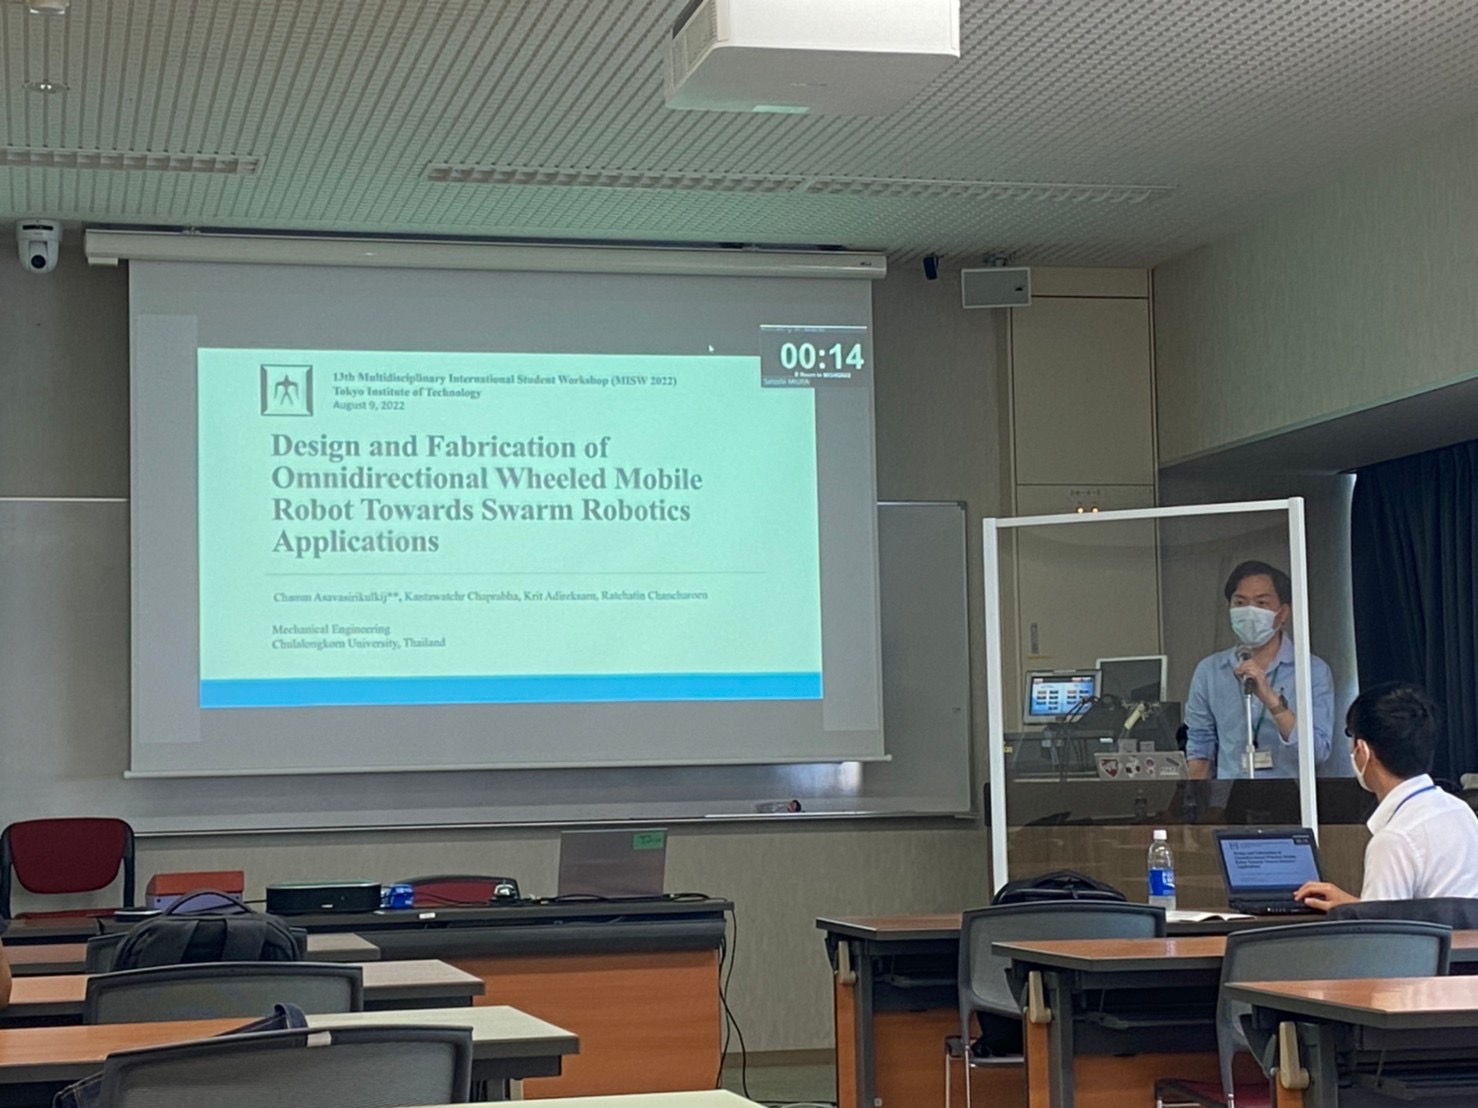 13th Multidisciplinary International Student Workshop (MISW 2022)
Tokyo Institute of Technology
August 9, 2022
00:14
Design and Fabrication of
Omnidirectional Wheeled Mobile
Robot Towards Swarm Robotics
Applications
Chanon Asavasirikulkij**, Kantawatchr Chaiprabha, Krit Adireksarn, Ratchatin Chancharoen
Mechanical Engineering
Chulalongkorn University, Thailand